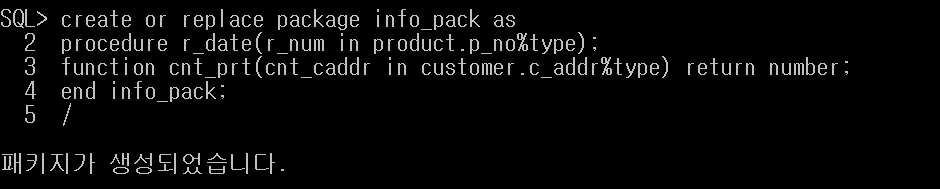 SQL> create or replace package info_pack as
2 procedure r_date(r_num in product.p_no%type);
3 function cnt_prt(cnt_caddr in customer.c_addr%type) return number;
4 end info_pack;
5 /
패키지가 생성되었습니다.